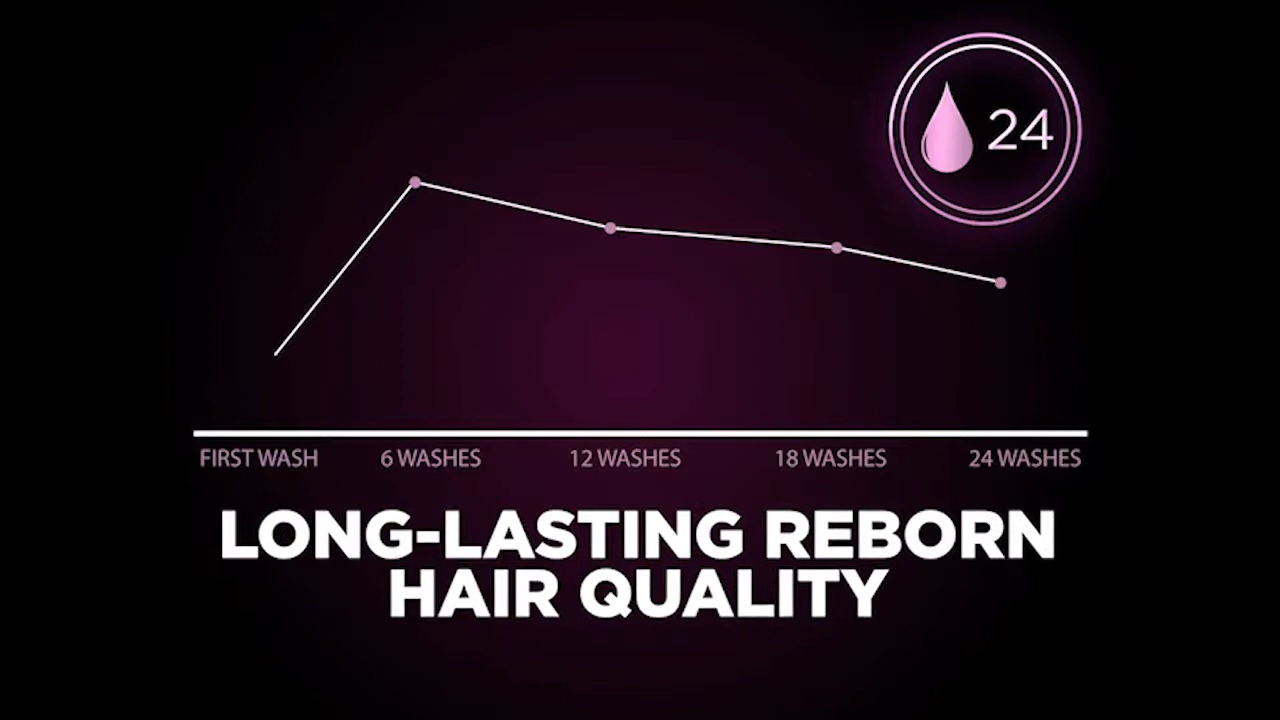 24
FIRST WASH 6 WASHES 12 WASHES 18 WASHES 24 WASHES
LONG-LASTING REBORN
HAIR QUALITY